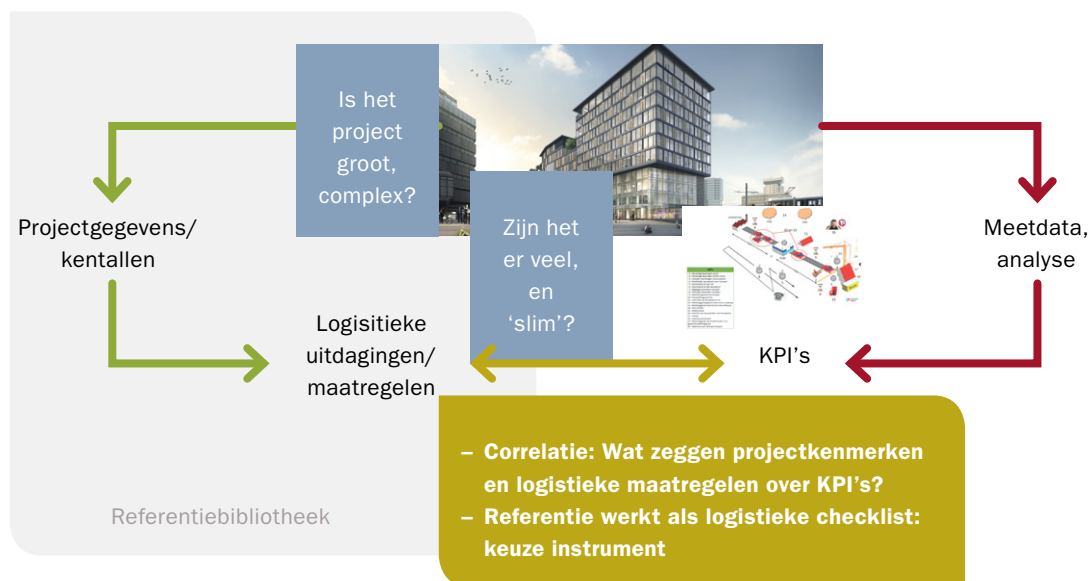 Is het
project
groot,
complex?
Zijn het
er veel,
en
‘slim’?
Projectgegevens/
kentallen
Logisitieke
uitdagingen/
maatregelen
KPI’s
Meetdata,
analyse
– Correlatie: Wat zeggen projectkenmerken
en logistieke maatregelen over KPI’s?
– Referentie werkt als logistieke checklist:
keuze instrument
Referentiebibliotheek